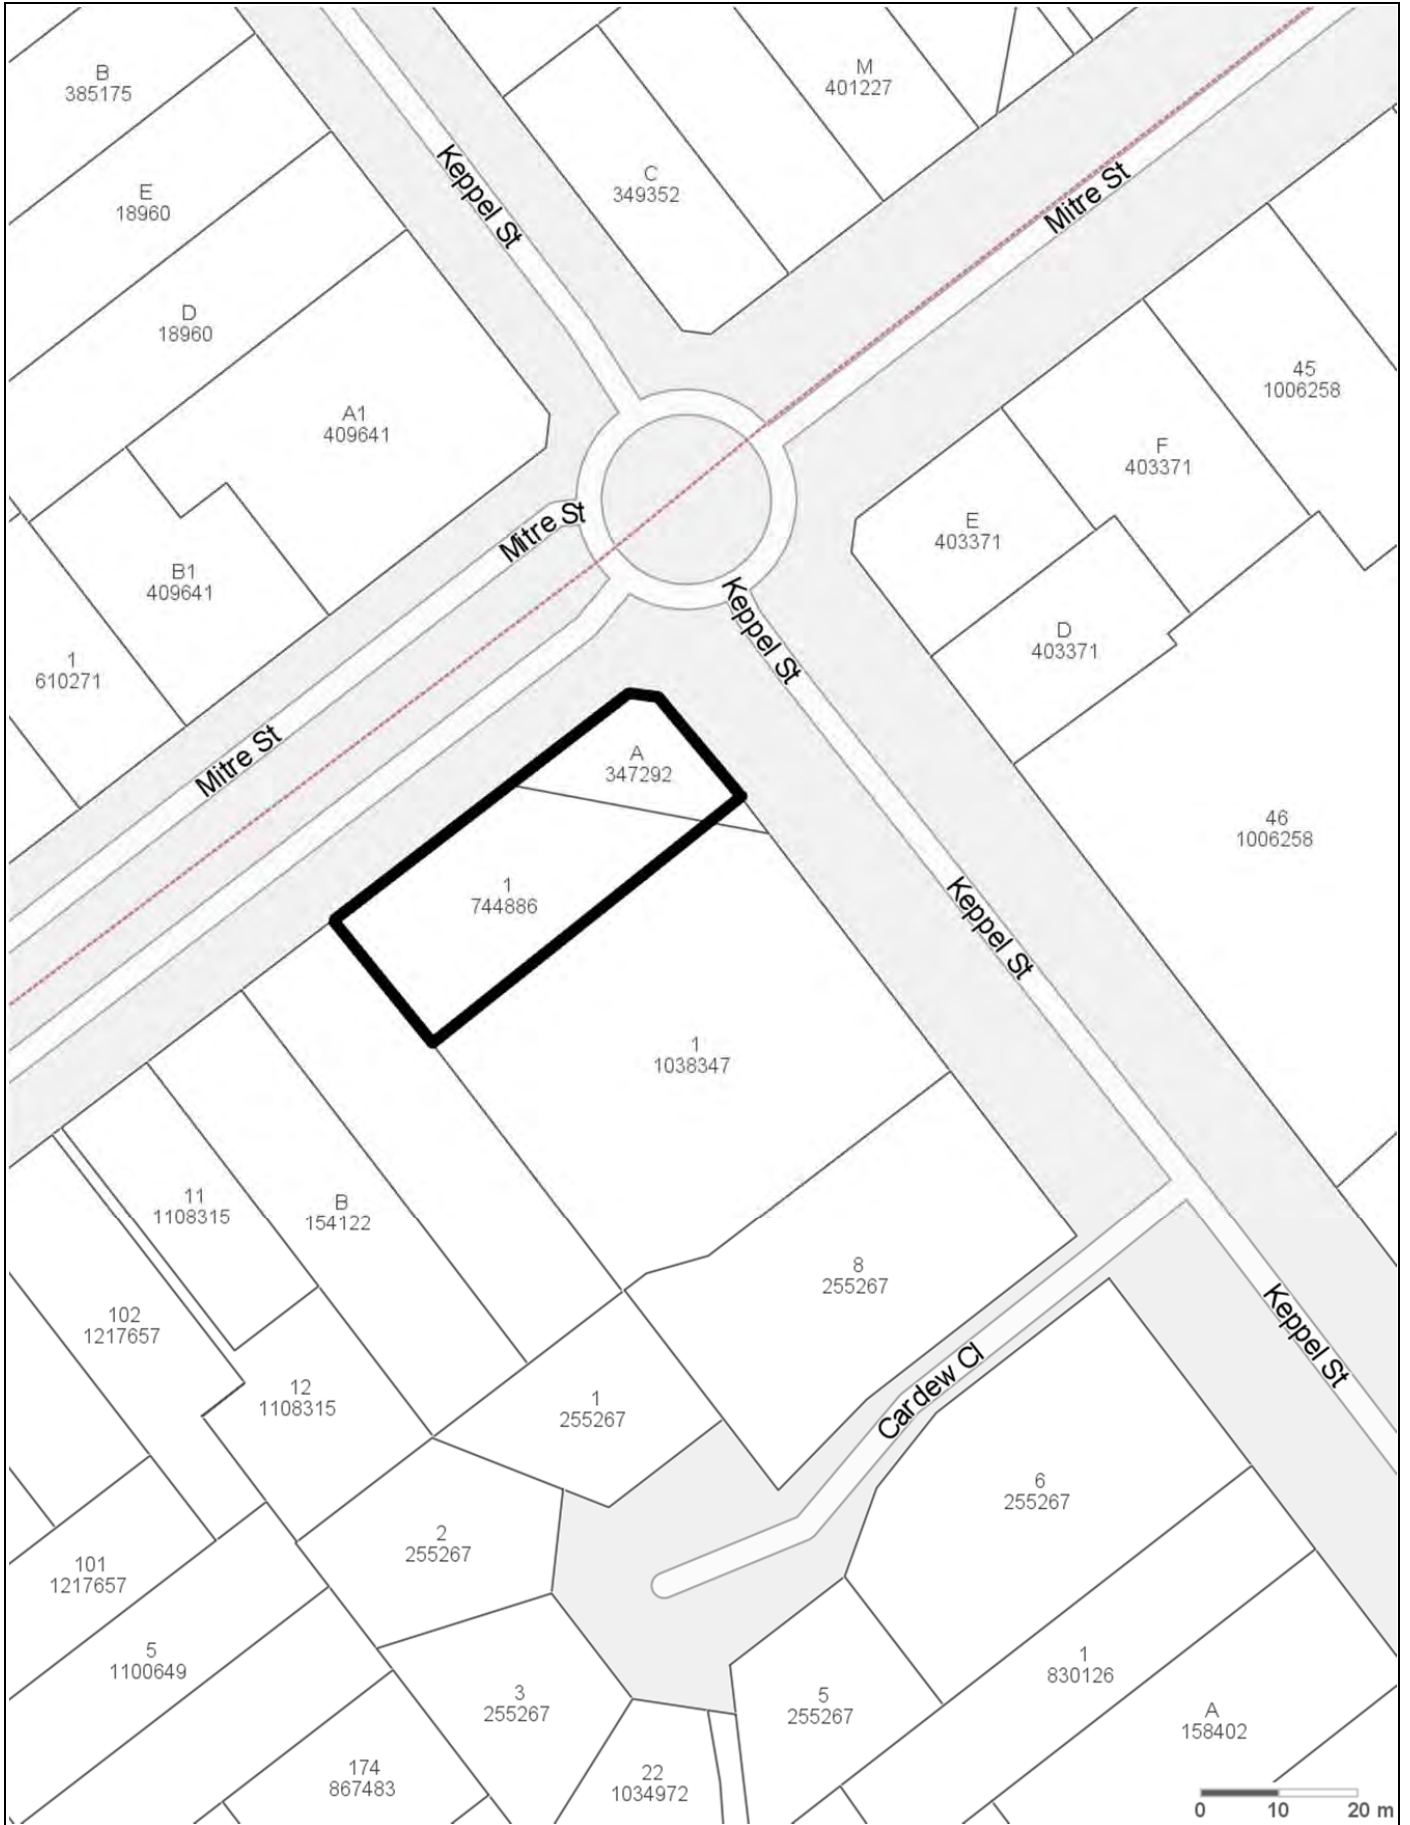 B
385175
M
401227
C
349352
Keppel St
Mitre St
E
18960
D
18960
A1
409641
45
1006258
F
403371
E
403371
Mitre St
B1
409641
Keppel St
D
403371
1
610271
Mitre St
A
347292
46
1006258
1
744886
Keppel St
1
1038347
11
1108315
B
154122
8
255267
102
1217657
Keppel St
12
1108315
1
255267
Cardew Cl
6
255267
2
255267
101
1217657
5
1100649
3
255267
5
255267
1
830126
A
158402
174
867483
22
1034972
0 10 20 m